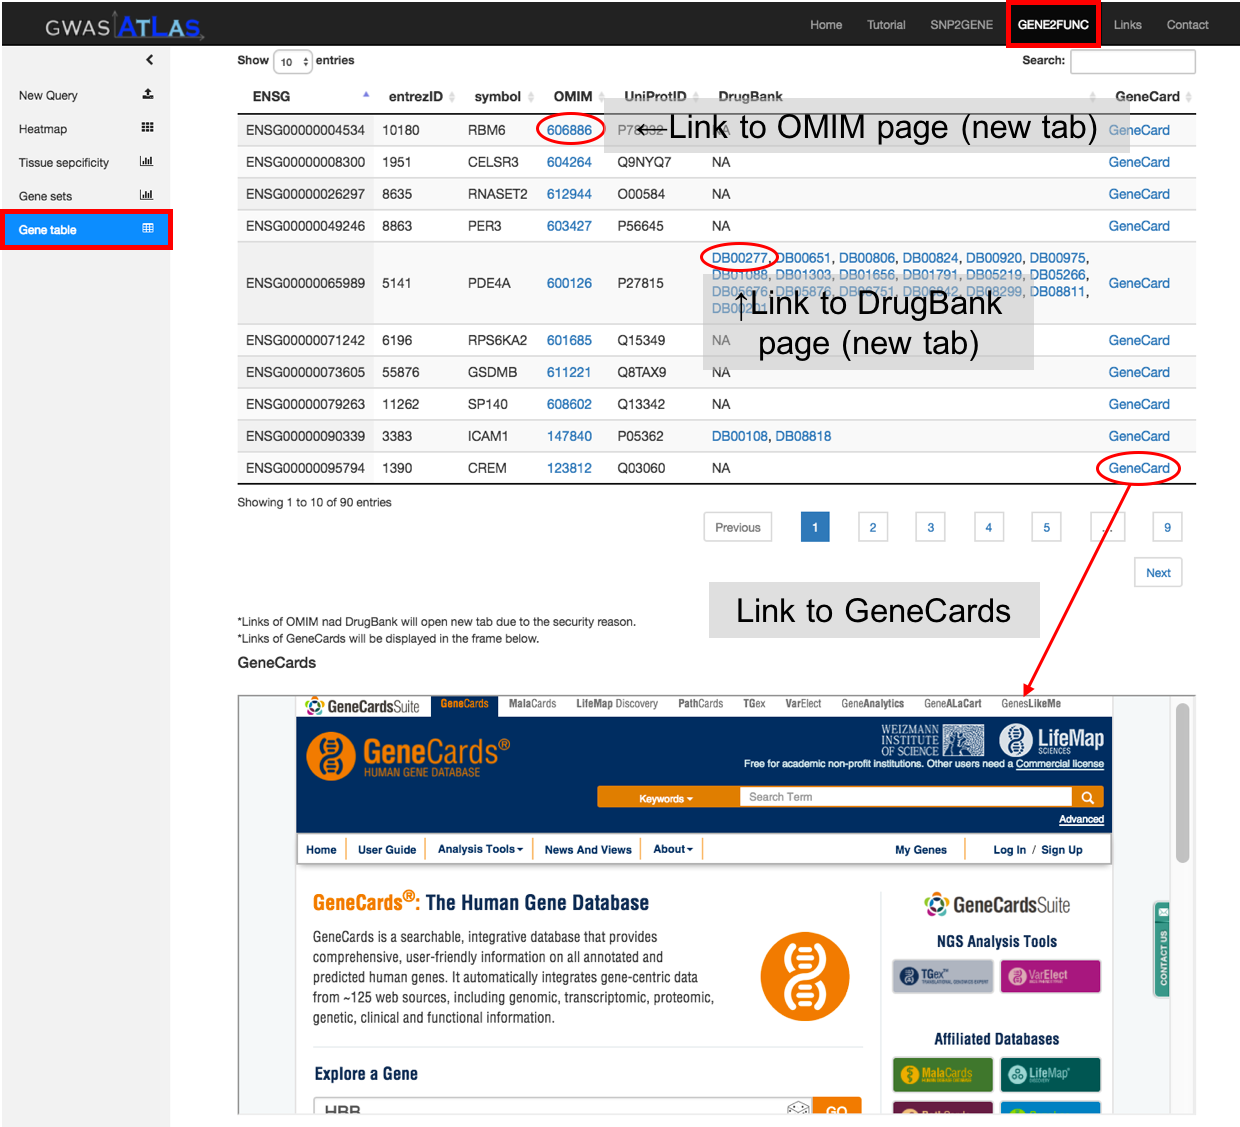 GWAS ATLAS
Home Tutorial SNP2GENE GENE2FUNC Links Contact
New Query
Heatmap
Tissue sepcificity
Gene sets
Gene table
Show 10 entries Search:
ENSG entrezID symbol OMIM UniProtID DrugBank GeneCard
ENSG00000004534 10180 RBM6 606886 GeneCard
←Link to OMIM page (new tab)
ENSG00000008300 1951 CELSR3 604264 Q9NYQ7 NA GeneCard
ENSG00000026297 8635 RNASET2 612944 O00584 NA GeneCard
ENSG00000049246 8863 PER3 603427 P56645 NA GeneCard
ENSG00000065989 5141 PDE4A 600126 P27815 GeneCard
DB00277, DB00651, DB00806, DB00824, DB00920, DB00975,
DB01088, DB01303, DB01656, DB01791, DB05219, DB05266,
DB05676, DB05876, DB06751, DB06842, DB08299, DB08811,
DB00201
↑Link to DrugBank
page (new tab)
ENSG00000071242 6196 RPS6KA2 601685 Q15349 NA GeneCard
ENSG00000073605 55876 GSDMB 611221 Q8TAX9 NA GeneCard
ENSG00000079263 11262 SP140 608602 Q13342 NA GeneCard
ENSG00000090339 3383 ICAM1 147840 P05362 DB00108, DB08818 GeneCard
ENSG00000095794 1390 CREM 123812 Q03060 NA GeneCard
Showing 1 to 10 of 90 entries
Previous 1 2 3 4 5 ... 9
Next
Link to GeneCards
*Links of OMIM nad DrugBank will open new tab due to the security reason.
*Links of GeneCards will be displayed in the frame below.
GeneCards
GeneCardsSuite GeneCards MalaCards LifeMap Discovery PathCards TGex VarElect GeneAnalytics GeneALaCart GenesLikeMe
GeneCards®
HUMAN GENE DATABASE
WEIZMANN
INSTITUTE
OF SCIENCE
LifeMap
SCIENCES
Free for academic non-profit institutions. Other users need a Commercial license
Keywords Search Term
Advanced
Home User Guide Analysis Tools News And Views About My Genes Log In / Sign Up
GeneCards®: The Human Gene Database
GeneCards is a searchable, integrative database that provides
comprehensive, user-friendly information on all annotated and
predicted human genes. It automatically integrates gene-centric data
from ~125 web sources, including genomic, transcriptomic, proteomic,
genetic, clinical and functional information.
Explore a Gene
HBB GO
GeneCardsSuite
NGS Analysis Tools
TGex
VarElect
Affiliated Databases
MalaCards
LifeMap
DISCOVERY
CONTACT US